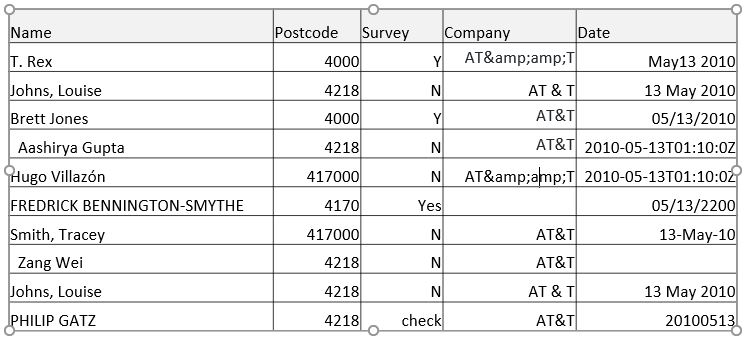 Name Postcode Survey Company Date
T. Rex 4000 Y AT&amp;amp;T May13 2010
Johns, Louise 4218 N AT & T 13 May 2010
Brett Jones 4000 Y AT&T 05/13/2010
Aashirya Gupta 4218 N AT&T 2010-05-13T01:10:0Z
Hugo Villazón 417000 N AT&amp;amp;T 2010-05-13T01:10:0Z
FREDRICK BENNINGTON-SMYTHE 4170 Yes 05/13/2200
Smith, Tracey 417000 N AT&T 13-May-10
Zang Wei 4218 N AT&T
Johns, Louise 4218 N AT & T 13 May 2010
PHILIP GATZ 4218 check AT&T 20100513